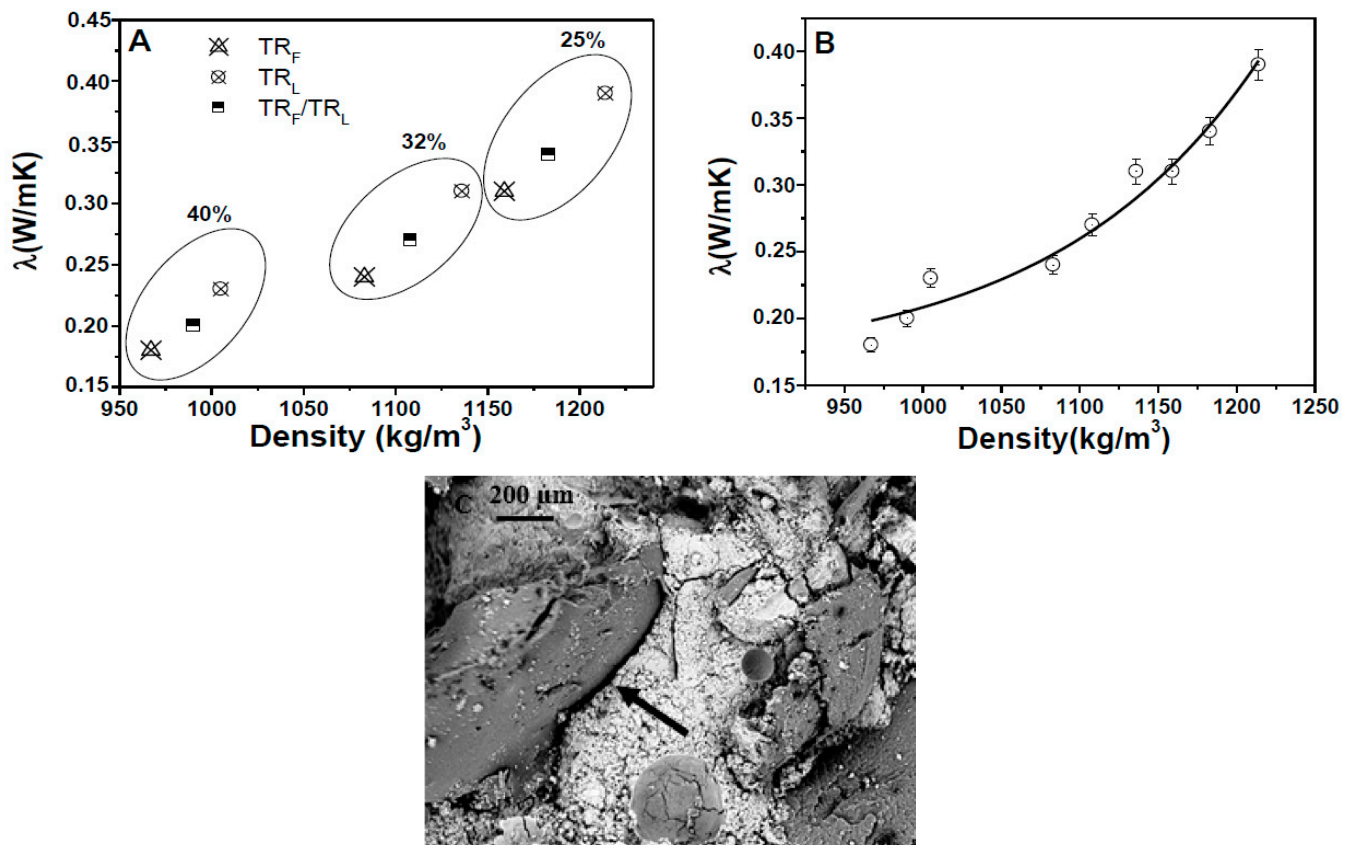 A
TR_F
TR_L
TR_F/TR_L
40%
32%
25%
0.45
0.40
0.35
0.30
0.25
0.20
0.15
λ(W/mK)
950 1000 1050 1100 1150 1200
Density (kg/m³)
B
0.40
0.30
0.25
0.20
0.15
λ(W/mK)
950 1000 1050 1100 1150 1200 1250
Density(kg/m³)
C 200 µm